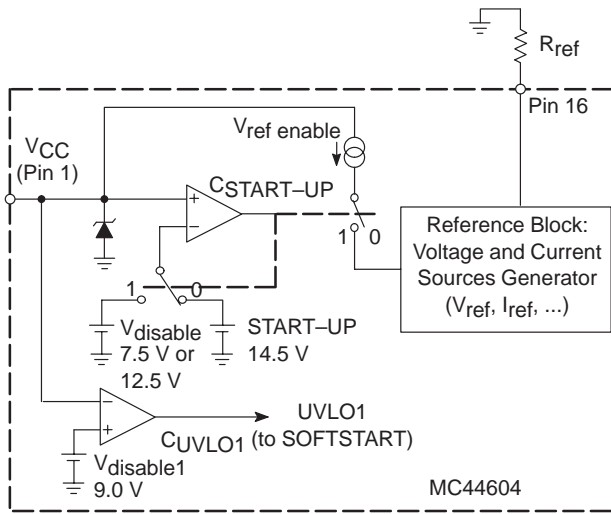 Rref
Pin 16
Vref enable
VCC
(Pin 1)
CSTART–UP
+
–
1 0
Reference Block:
Voltage and Current
Sources Generator
(Vref, Iref, ...)
1 0
Vdisable
7.5 V or
12.5 V
START–UP
14.5 V
–
+
CUVLO1
UVLO1
(to SOFTSTART)
Vdisable1
9.0 V
MC44604